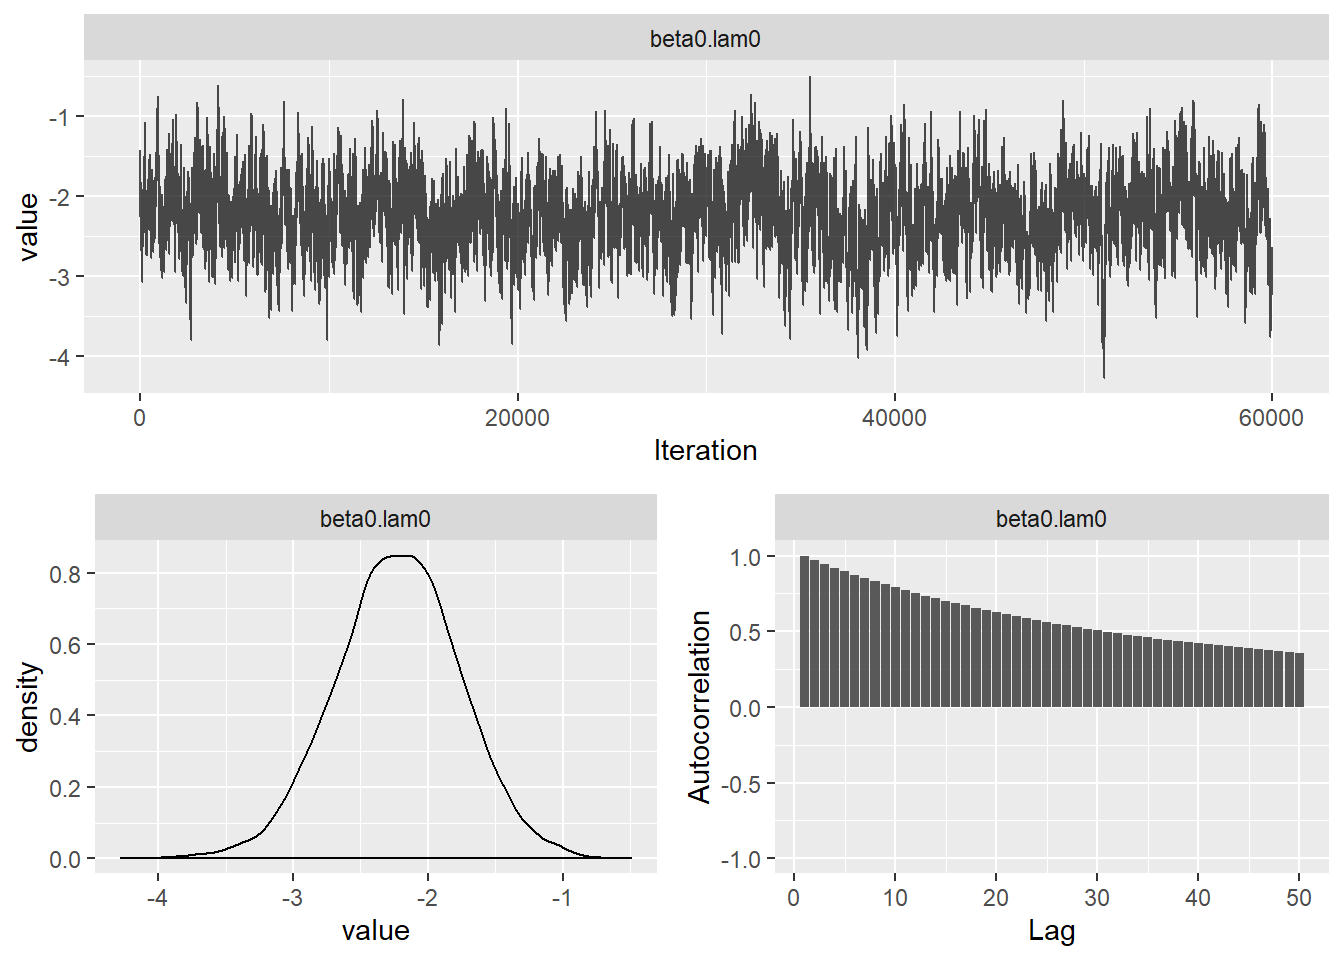 beta0.lam0
value
-1
-2
-3
-4
0 20000 40000 60000
Iteration
beta0.lam0
density
0.8
0.6
0.4
0.2
0.0
-4 -3 -2 -1
value
beta0.lam0
Autocorrelation
1.0
0.5
0.0
-0.5
-1.0
0 10 20 30 40 50
Lag